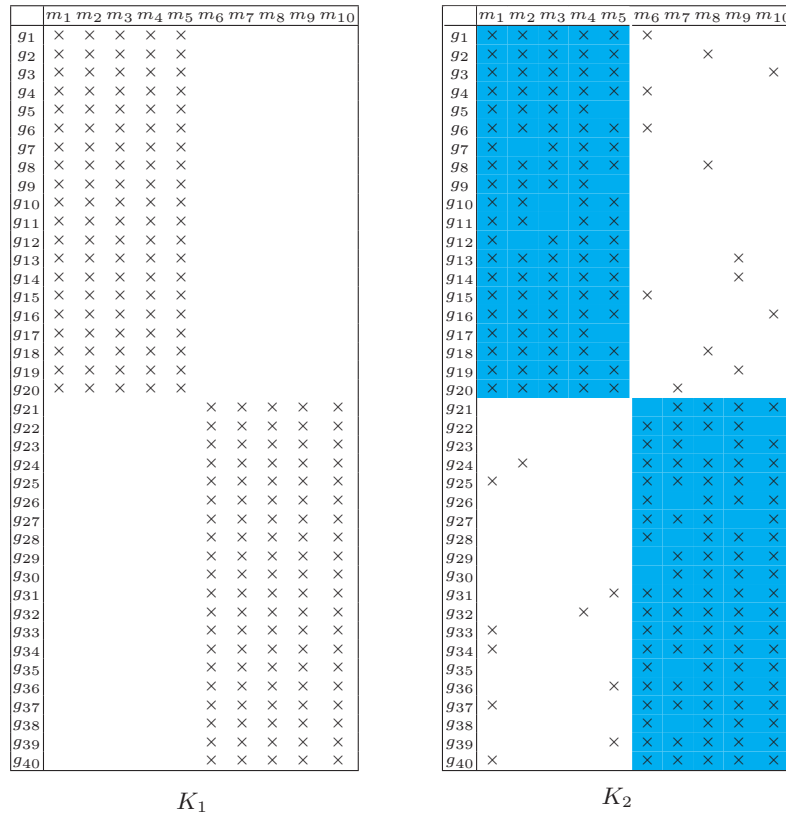 m1 m2 m3 m4 m5 m6 m7 m8 m9 m10
g1 × × × × ×
g2 × × × × ×
g3 × × × × ×
g4 × × × × ×
g5 × × × × ×
g6 × × × × ×
g7 × × × × ×
g8 × × × × ×
g9 × × × × ×
g10 × × × × ×
g11 × × × × ×
g12 × × × × ×
g13 × × × × ×
g14 × × × × ×
g15 × × × × ×
g16 × × × × ×
g17 × × × × ×
g18 × × × × ×
g19 × × × × ×
g20 × × × × ×
g21 × × × × ×
g22 × × × × ×
g23 × × × × ×
g24 × × × × ×
g25 × × × × ×
g26 × × × × ×
g27 × × × × ×
g28 × × × × ×
g29 × × × × ×
g30 × × × × ×
g31 × × × × ×
g32 × × × × ×
g33 × × × × ×
g34 × × × × ×
g35 × × × × ×
g36 × × × × ×
g37 × × × × ×
g38 × × × × ×
g39 × × × × ×
g40 × × × × ×
K1
m1 m2 m3 m4 m5 m6 m7 m8 m9 m10
g1 × × × × × ×
g2 × × × × × ×
g3 × × × × × ×
g4 × × × × × ×
g5 × × × ×
g6 × × × × × ×
g7 × × × ×
g8 × × × × × ×
g9 × × × ×
g10 × × × ×
g11 × × × ×
g12 × × × ×
g13 × × × × × ×
g14 × × × × × ×
g15 × × × × × ×
g16 × × × × × ×
g17 × × × ×
g18 × × × × × ×
g19 × × × × × ×
g20 × × × × × ×
g21 × × × ×
g22 × × × ×
g23 × × × ×
g24 × × × × × ×
g25 × × × × × ×
g26 × × × ×
g27 × × × ×
g28 × × × ×
g29 × × × ×
g30 × × × ×
g31 × × × × × ×
g32 × × × × × ×
g33 × × × × × ×
g34 × × × × × ×
g35 × × × ×
g36 × × × × × ×
g37 × × × × × ×
g38 × × × ×
g39 × × × × × ×
g40 × × × × × ×
K2